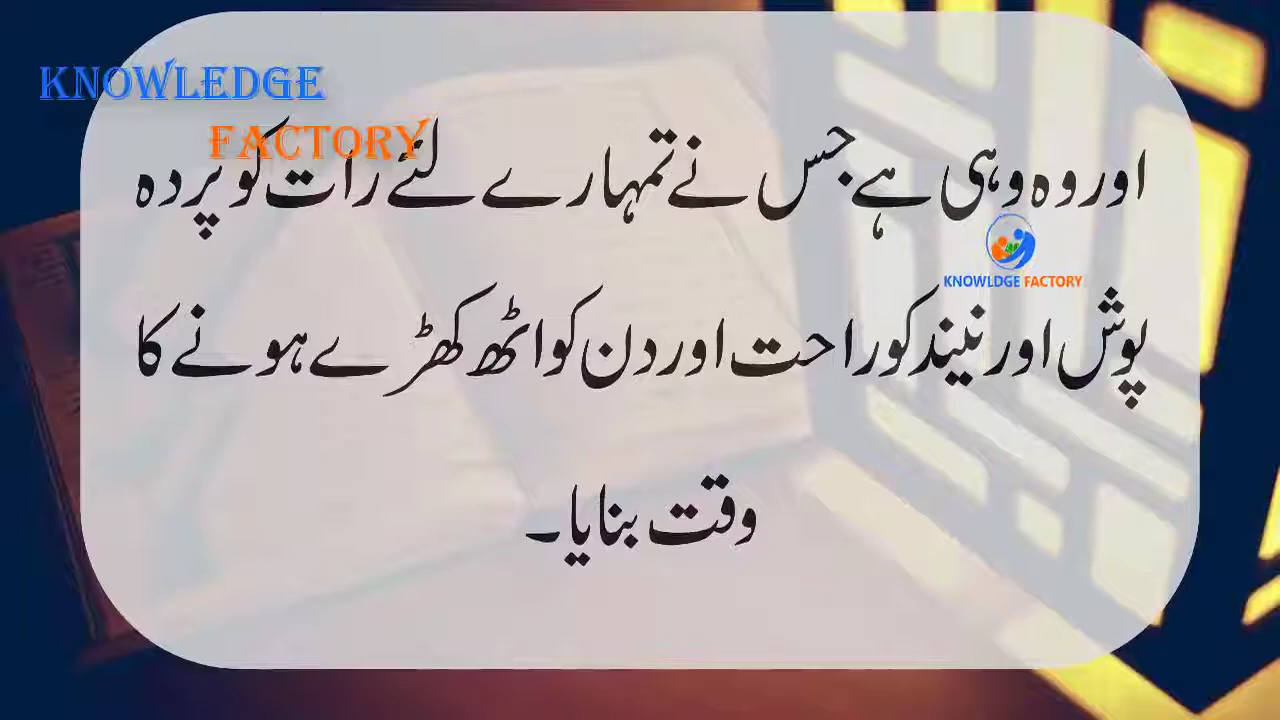 KNOWLEDGE
FACTORY
اور وہ وہی ہے جس نے تمہارے لئے رات کو پردہ
KNOWLDGE FACTORY
پوش اور نیند کو راحت اور دن کو اٹھ کھڑے ہونے کا
وقت بنایا۔